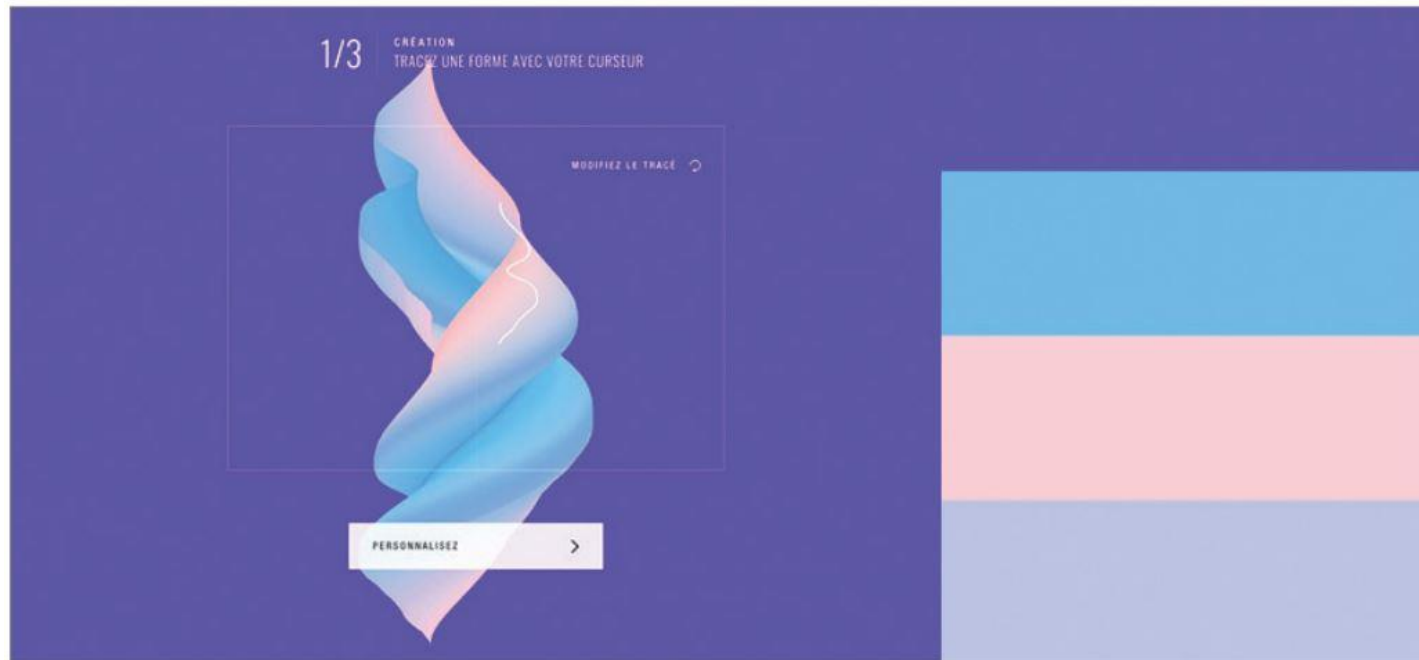 1/3
CRÉATION
TRACEZ UNE FORME AVEC VOTRE CURSEUR
MODIFIEZ LE TRACÉ
PERSONNALISEZ